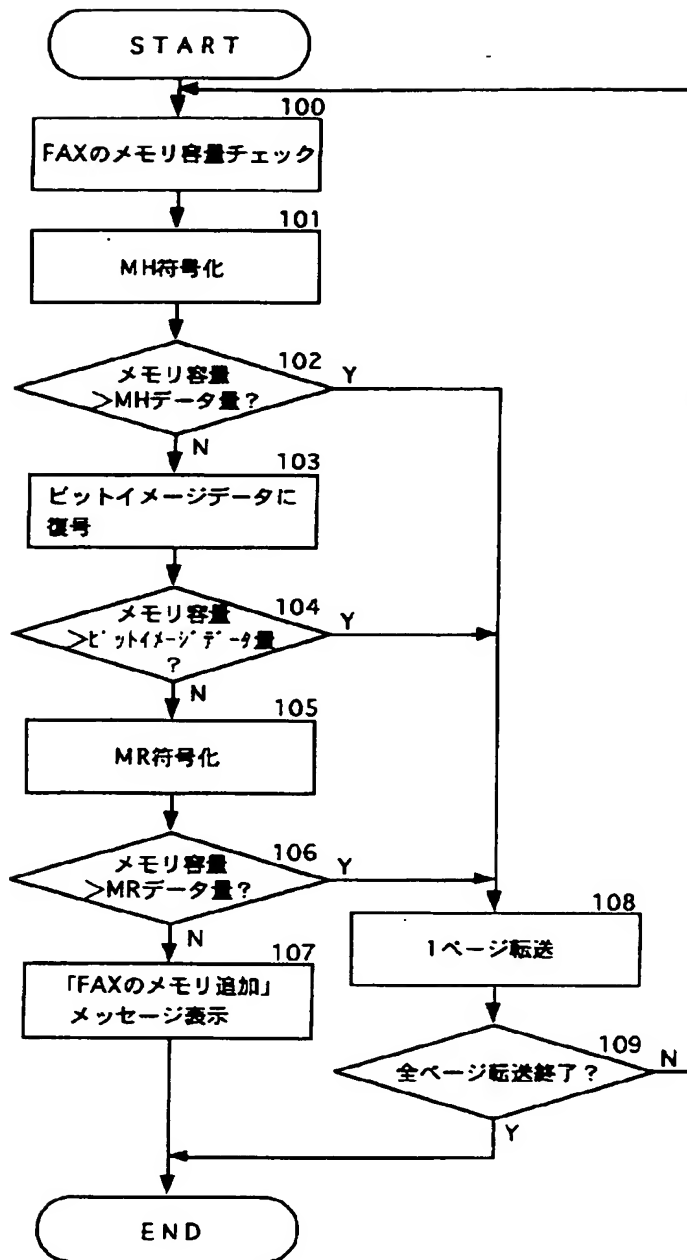 START
100
FAXのメモリ容量チェック
101
MH符号化
102
メモリ容量
>MHデータ量?
Y
N
103
ビットイメージデータに
復号
104
メモリ容量
>ビットイメージデータ量
?
Y
N
105
MR符号化
106
メモリ容量
>MRデータ量?
Y
N
107
「FAXのメモリ追加」
メッセージ表示
108
1ページ転送
109
全ページ転送終了?
N
Y
END